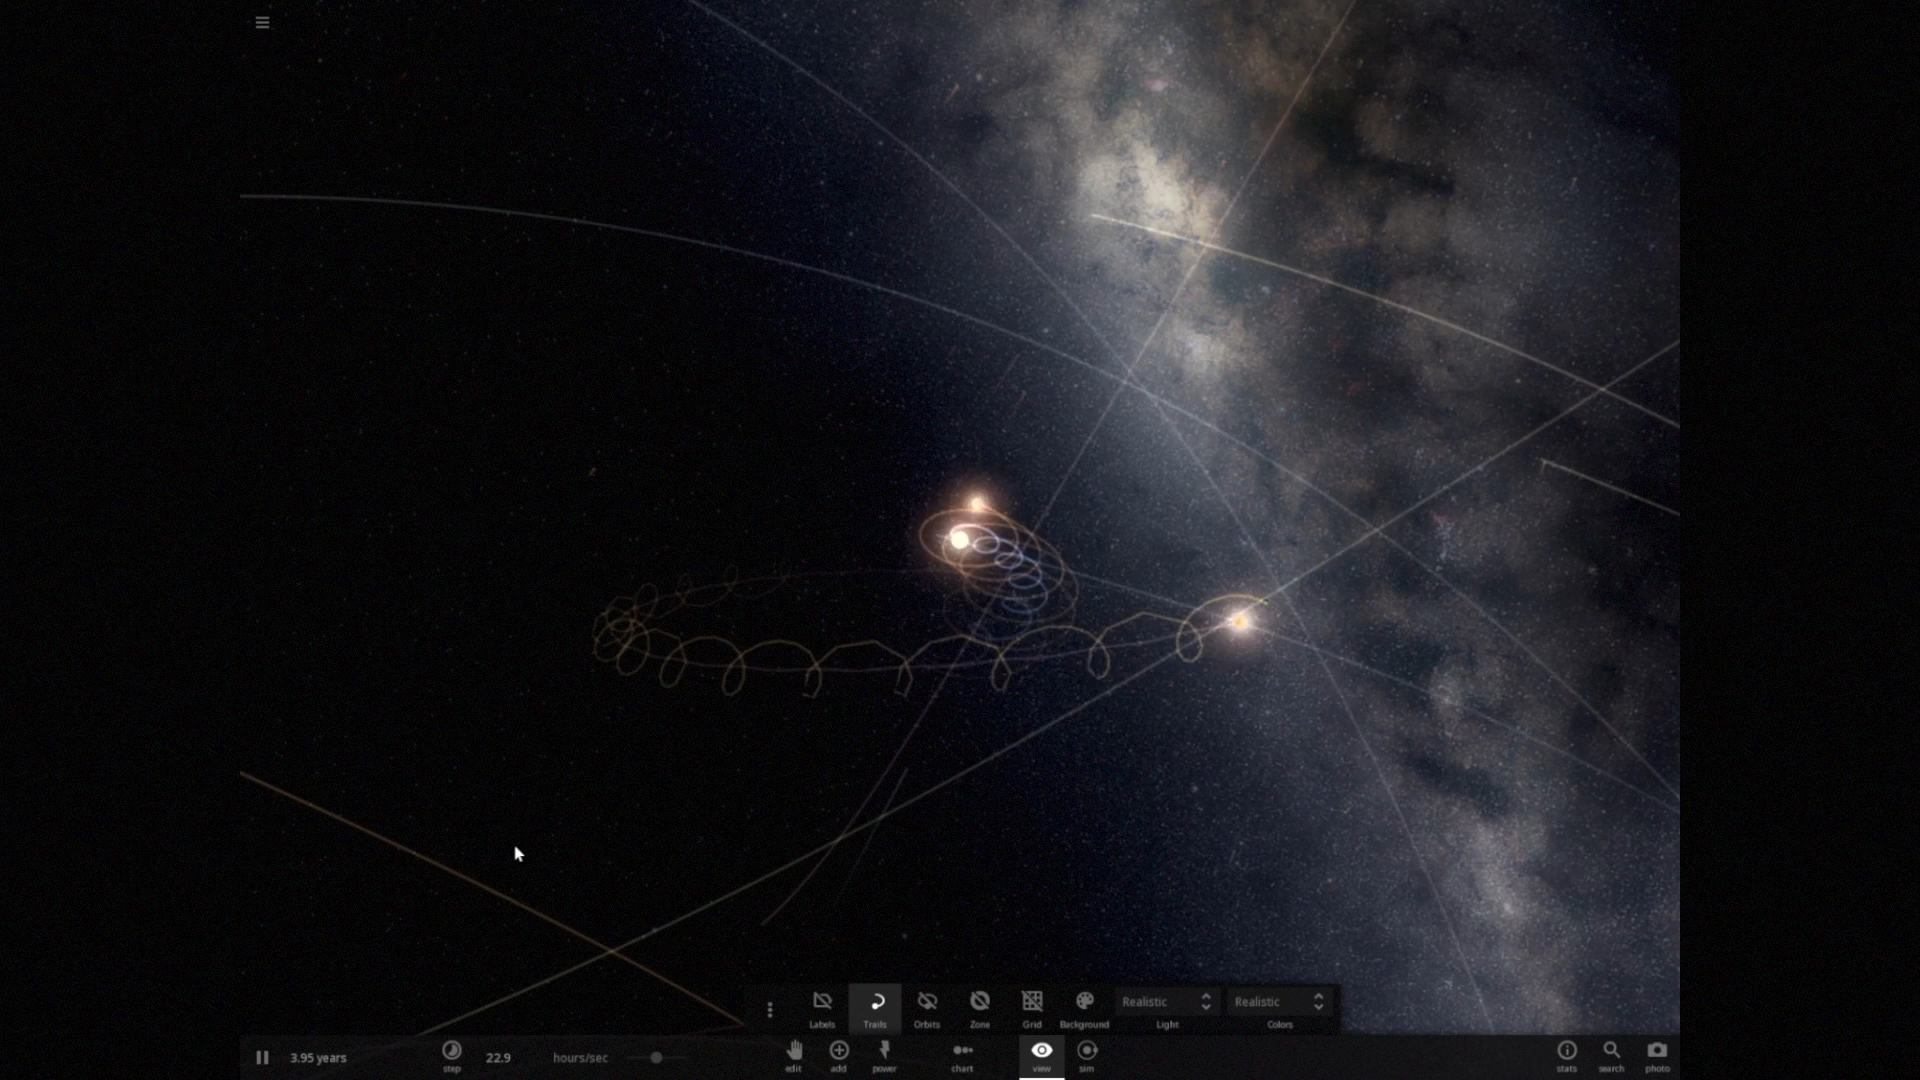 Labels Trails Orbits Zone Grid Background Realistic Light Realistic Colors
3.95 years step 22.9 hours/sec edit add power chart view sim stats search photo